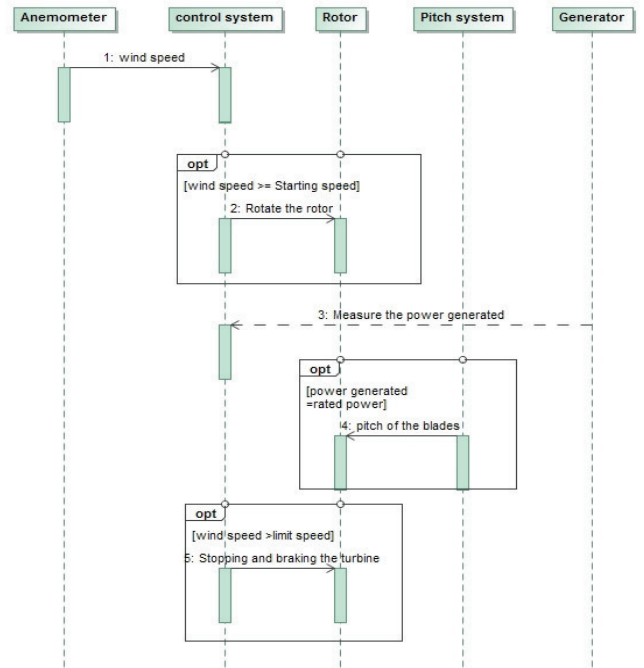 Anemometer
control system
Rotor
Pitch system
Generator
1: wind speed
opt
[wind speed >= Starting speed]
2: Rotate the rotor
3: Measure the power generated
opt
[power generated
=rated power]
4: pitch of the blades
opt
[wind speed >limit speed]
5: Stopping and braking the turbine